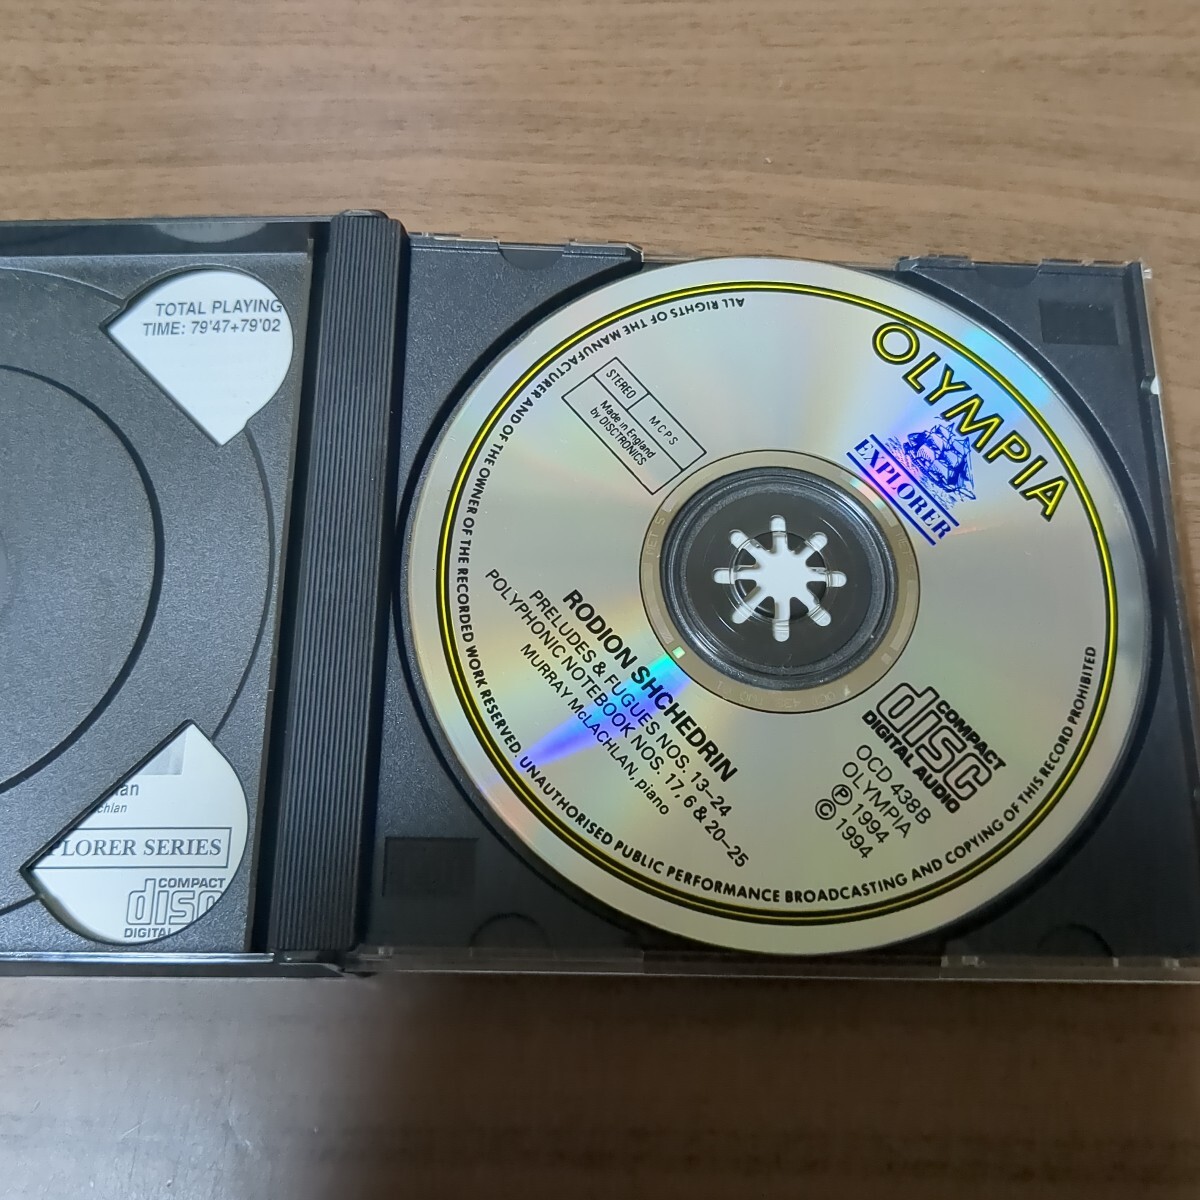 TOTAL PLAYING
TIME: 79'47+79'02
PLORER SERIES
COMPACT
disc
DIGITAL
OLYMPIA
EXPLORER
STEREO
M C P S
Made in England
by DISCTRONICS
RODION SHCHEDRIN
PRELUDES & FUGUES NOS. 13–24
POLYPHONIC NOTEBOOK NOS. 17, 6 & 20–25
MURRAY McLACHLAN, piano
COMPACT
disc
DIGITAL AUDIO
OCD 438B
OLYMPIA
Ⓟ 1994
© 1994
ALL RIGHTS OF THE MANUFACTURER AND OF THE OWNER OF THE RECORDED WORK RESERVED. UNAUTHORISED PUBLIC PERFORMANCE BROADCASTING AND COPYING OF THIS RECORD PROHIBITED